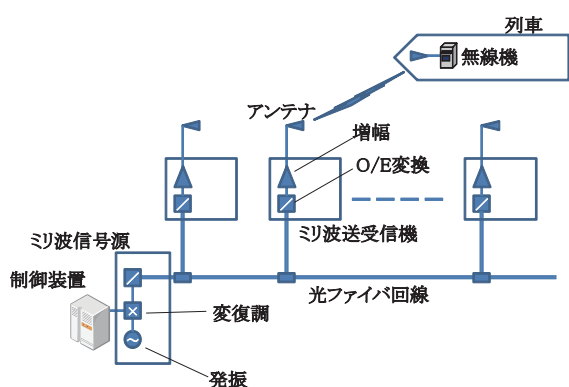 列車
無線機
アンテナ
増幅
O/E変換
ミリ波信号源
ミリ波送受信機
制御装置
光ファイバ回線
変復調
発振